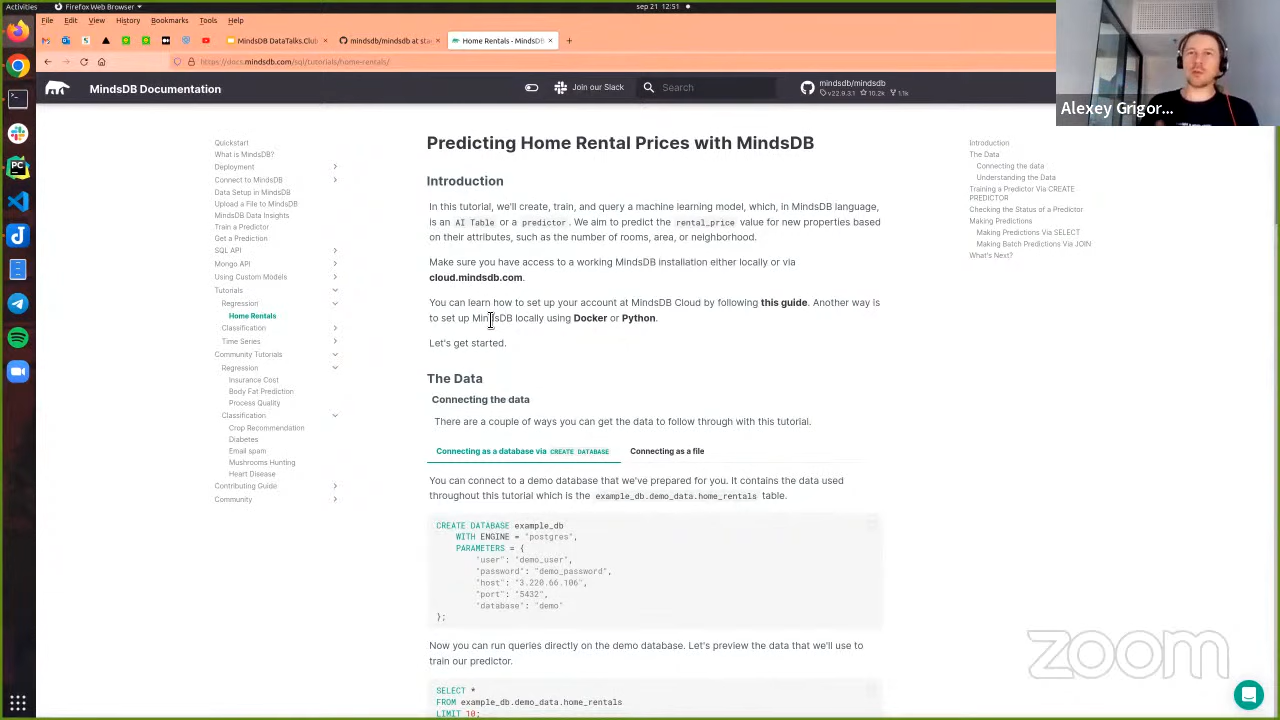 Activities
Firefox Web Browser
sep 21 12:51
File Edit View History Bookmarks Tools Help
MindsDB DataTalks.Club
mindsdb/mindsdb at sta
Home Rentals - MindsDB
https://docs.mindsdb.com/sql/tutorials/home-rentals/
MindsDB Documentation
Join our Slack
Search
mindsdb/mindsdb
v22.9.3.1 10.2k 1.1k
Alexey Grigor...
Quickstart
What is MindsDB?
Deployment
Connect to MindsDB
Data Setup in MindsDB
Upload a File to MindsDB
MindsDB Data Insights
Train a Predictor
Get a Prediction
SQL API
Mongo API
Using Custom Models
Tutorials
Regression
Home Rentals
Classification
Time Series
Community Tutorials
Regression
Insurance Cost
Body Fat Prediction
Process Quality
Classification
Crop Recommendation
Diabetes
Email spam
Mushrooms Hunting
Heart Disease
Contributing Guide
Community
Predicting Home Rental Prices with MindsDB
Introduction
In this tutorial, we'll create, train, and query a machine learning model, which, in MindsDB language,
is an AI Table or a predictor. We aim to predict the rental_price value for new properties based
on their attributes, such as the number of rooms, area, or neighborhood.
Make sure you have access to a working MindsDB installation either locally or via
cloud.mindsdb.com.
You can learn how to set up your account at MindsDB Cloud by following this guide. Another way is
to set up MindsDB locally using Docker or Python.
Let's get started.
The Data
Connecting the data
There are a couple of ways you can get the data to follow through with this tutorial.
Connecting as a database via CREATE DATABASE
Connecting as a file
You can connect to a demo database that we've prepared for you. It contains the data used
throughout this tutorial which is the example_db.demo_data.home_rentals table.
CREATE DATABASE example_db
WITH ENGINE = "postgres",
PARAMETERS = {
"user": "demo_user",
"password": "demo_password",
"host": "3.220.66.106",
"port": "5432",
"database": "demo"
};
Now you can run queries directly on the demo database. Let's preview the data that we'll use to
train our predictor.
SELECT *
FROM example_db.demo_data.home_rentals
LIMIT 10;
Introduction
The Data
Connecting the data
Understanding the Data
Training a Predictor Via CREATE
PREDICTOR
Checking the Status of a Predictor
Making Predictions
Making Predictions Via SELECT
Making Batch Predictions Via JOIN
What's Next?
zoom